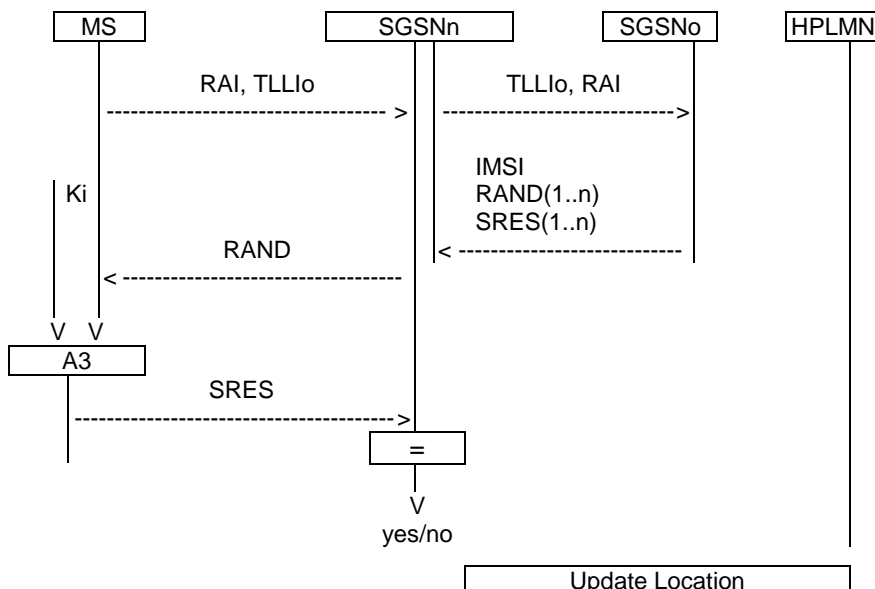 MS SGSNn SGSNo HPLMN
RAI, TLLIo TLLIo, RAI
IMSI
Ki RAND(1..n)
SRES(1..n)
RAND
V V
A3
SRES
=
V
yes/no
Update Location